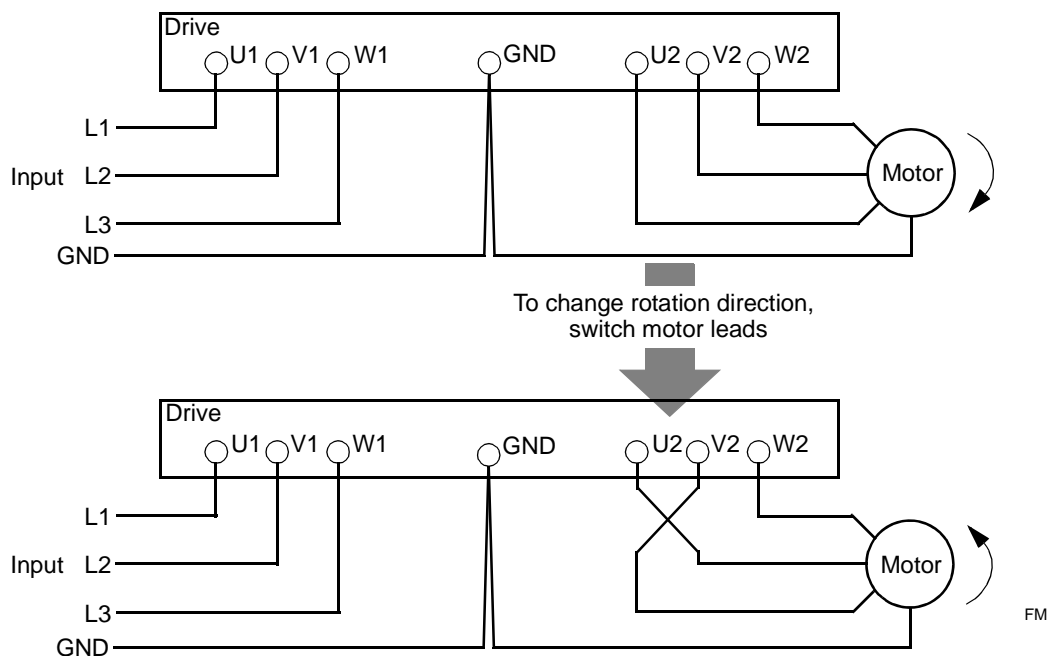 Drive
U1 V1 W1 GND U2 V2 W2
L1
Input L2 Motor
L3
GND
To change rotation direction,
switch motor leads
Drive
U1 V1 W1 GND U2 V2 W2
L1
Input L2 Motor
L3
FM
GND